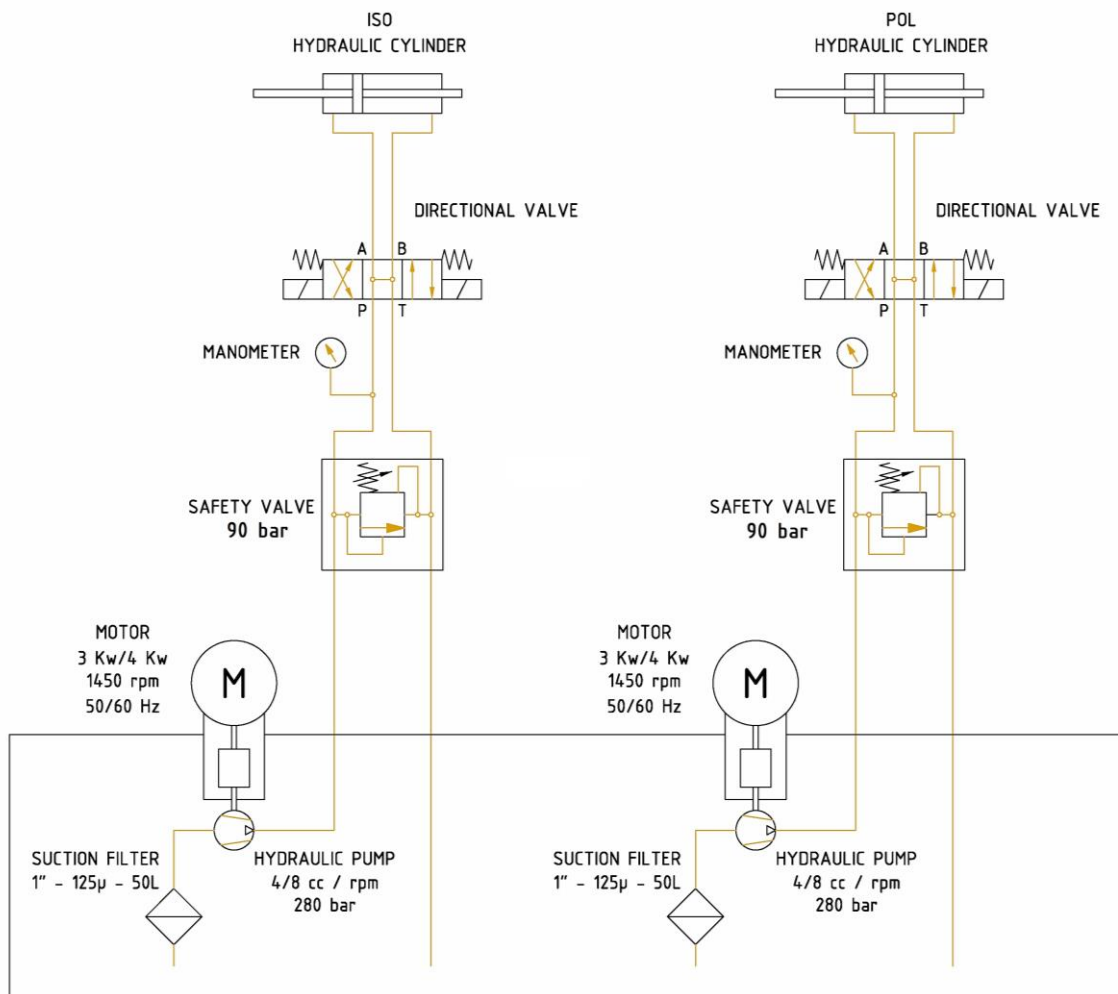 ISO
HYDRAULIC CYLINDER
POL
HYDRAULIC CYLINDER
DIRECTIONAL VALVE
DIRECTIONAL VALVE
A B
A B
P T
P T
MANOMETER
MANOMETER
SAFETY VALVE
90 bar
SAFETY VALVE
90 bar
MOTOR
3 Kw/4 Kw
1450 rpm
50/60 Hz
M
MOTOR
3 Kw/4 Kw
1450 rpm
50/60 Hz
M
SUCTION FILTER
1" - 125µ - 50L
HYDRAULIC PUMP
4/8 cc / rpm
280 bar
SUCTION FILTER
1" - 125µ - 50L
HYDRAULIC PUMP
4/8 cc / rpm
280 bar